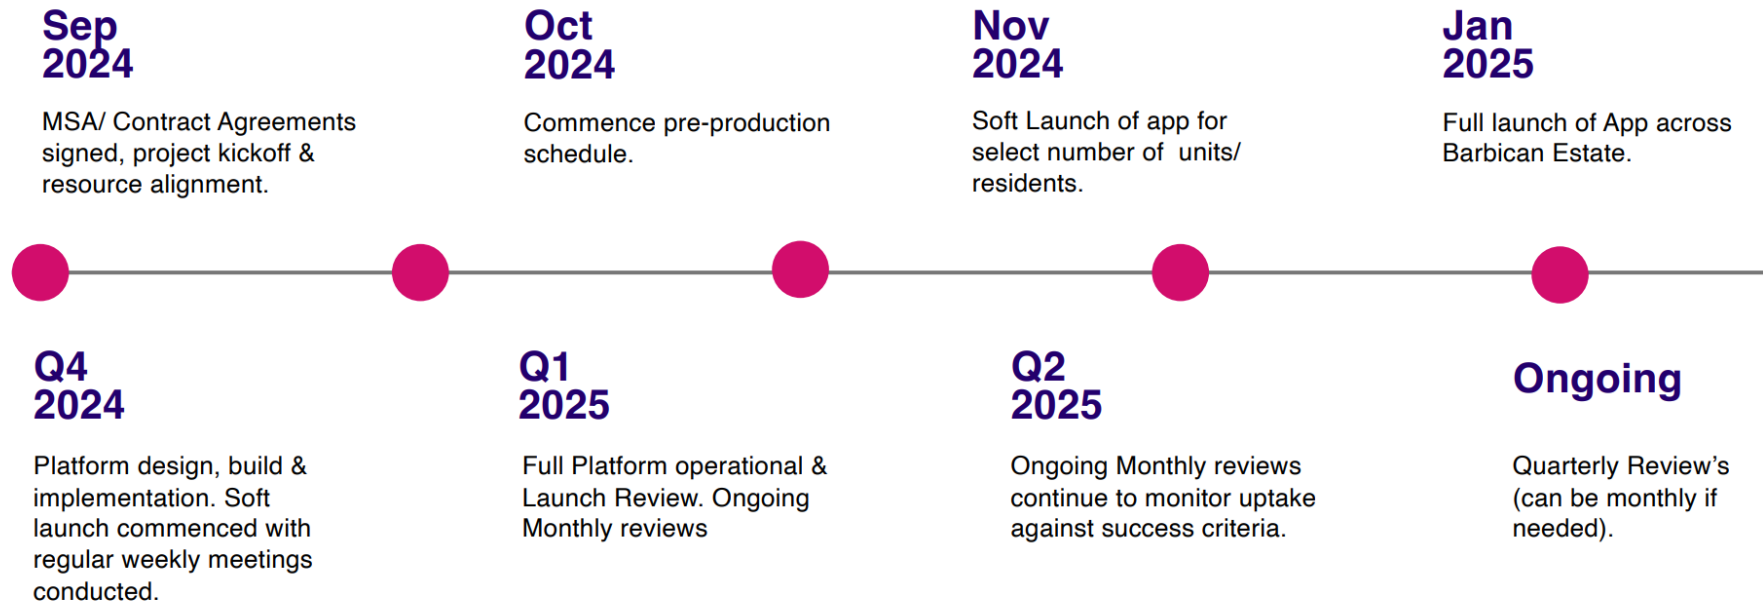 Sep
2024
MSA/ Contract Agreements
signed, project kickoff &
resource alignment.
Oct
2024
Commence pre-production
schedule.
Nov
2024
Soft Launch of app for
select number of  units/
residents.
Jan
2025
Full launch of App across
Barbican Estate.
Q4
2024
Platform design, build &
implementation. Soft
launch commenced with
regular weekly meetings
conducted.
Q1
2025
Full Platform operational &
Launch Review. Ongoing
Monthly reviews
Q2
2025
Ongoing Monthly reviews
continue to monitor uptake
against success criteria.
Ongoing
Quarterly Review’s
(can be monthly if
needed).